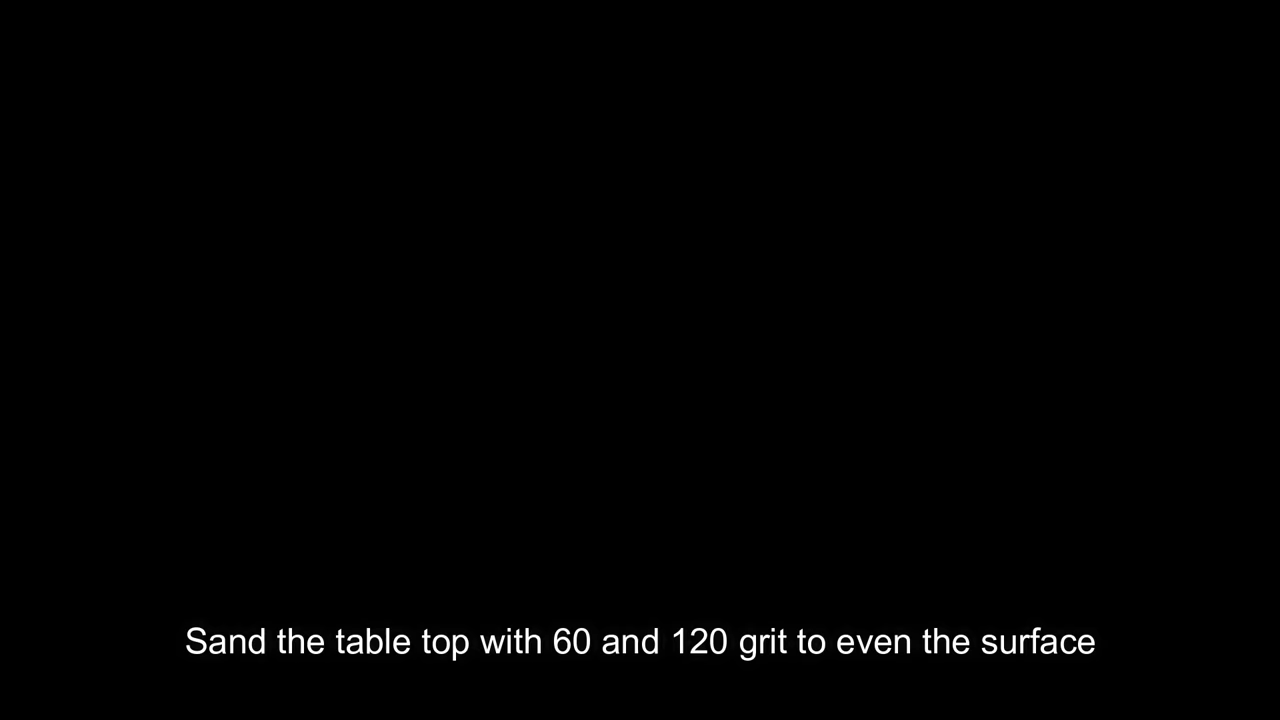 Sand the table top with 60 and 120 grit to even the surface